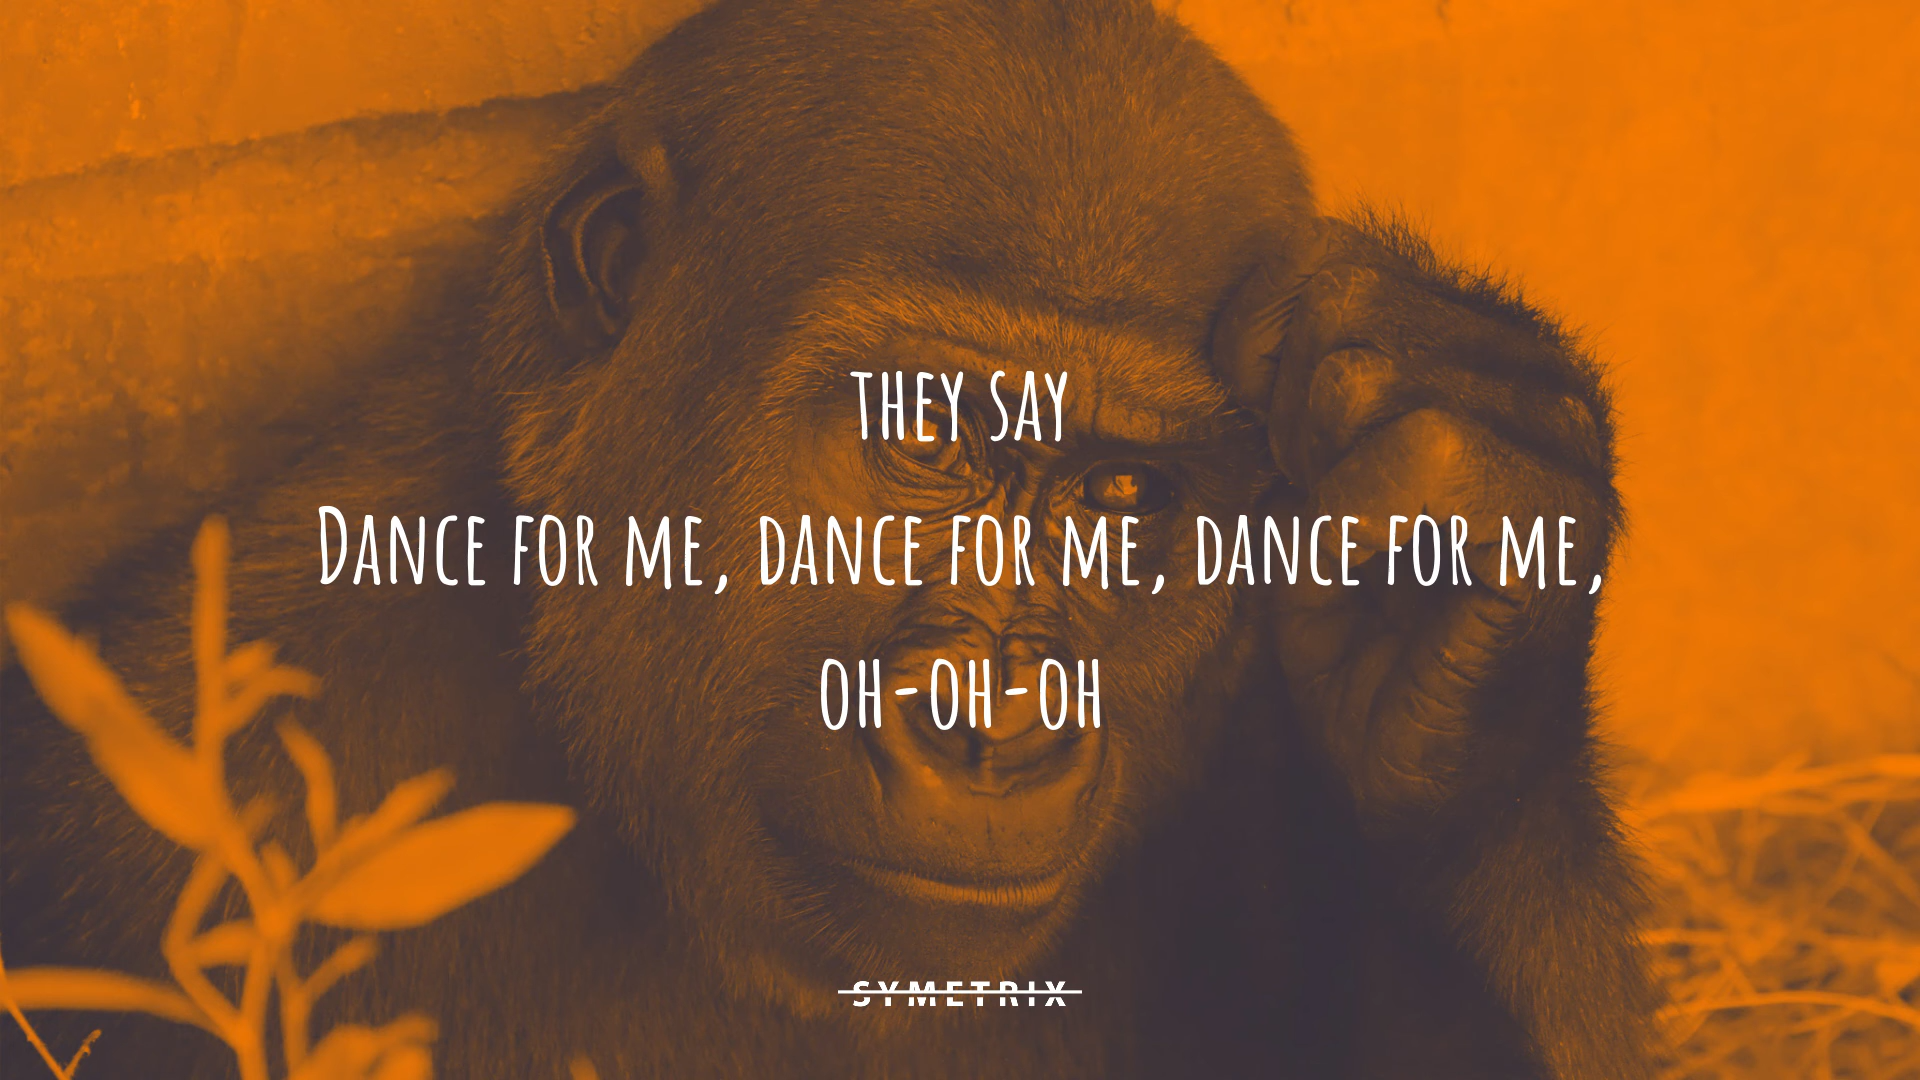 THEY SAY
DANCE FOR ME, DANCE FOR ME, DANCE FOR ME,
OH-OH-OH
SYMETRIX